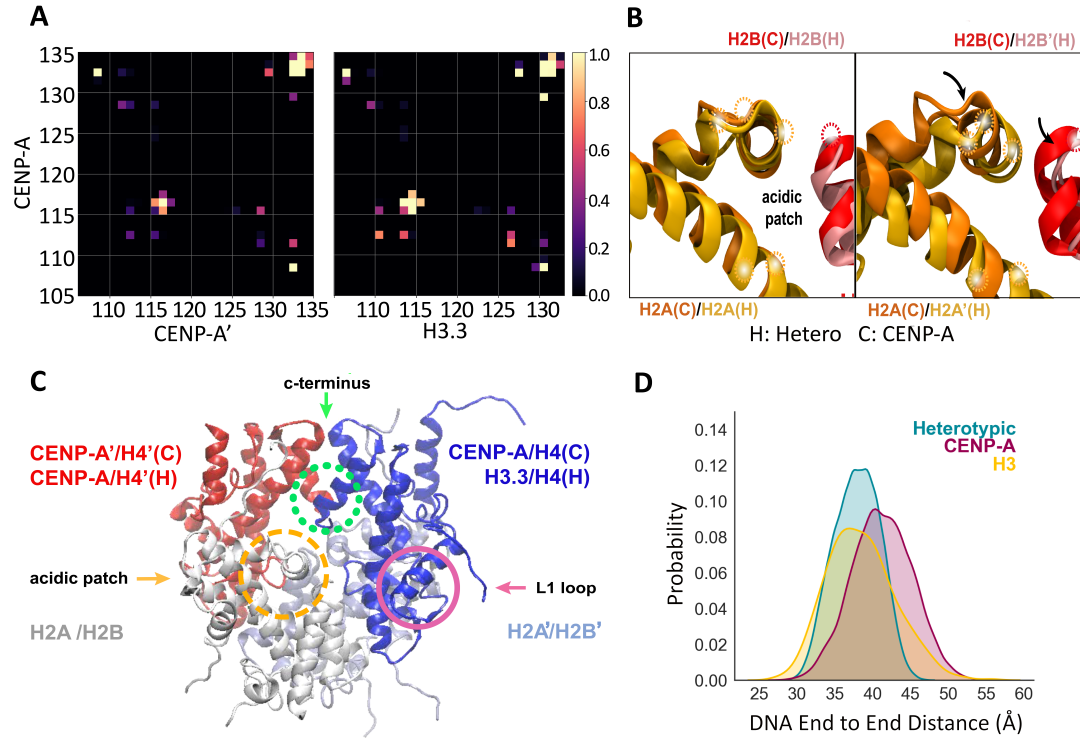 A
135
130
125
120
115
110
105
CENP-A
110 115 120 125 130 135
CENP-A'
110 115 120 125 130
H3.3
1.0
0.8
0.6
0.4
0.2
0.0
B
H2B(C)/H2B(H)
H2B(C)/H2B'(H)
acidic
patch
H2A(C)/H2A(H)
H2A(C)/H2A'(H)
H: Hetero C: CENP-A
C
c-terminus
CENP-A'/H4'(C)
CENP-A/H4'(H)
CENP-A/H4(C)
H3.3/H4(H)
acidic patch
L1 loop
H2A /H2B
H2A'/H2B'
D
Heterotypic
CENP-A
H3
0.14
0.12
0.10
0.08
0.06
0.04
0.02
0.00
Probability
25 30 35 40 45 50 55 60
DNA End to End Distance (Å)